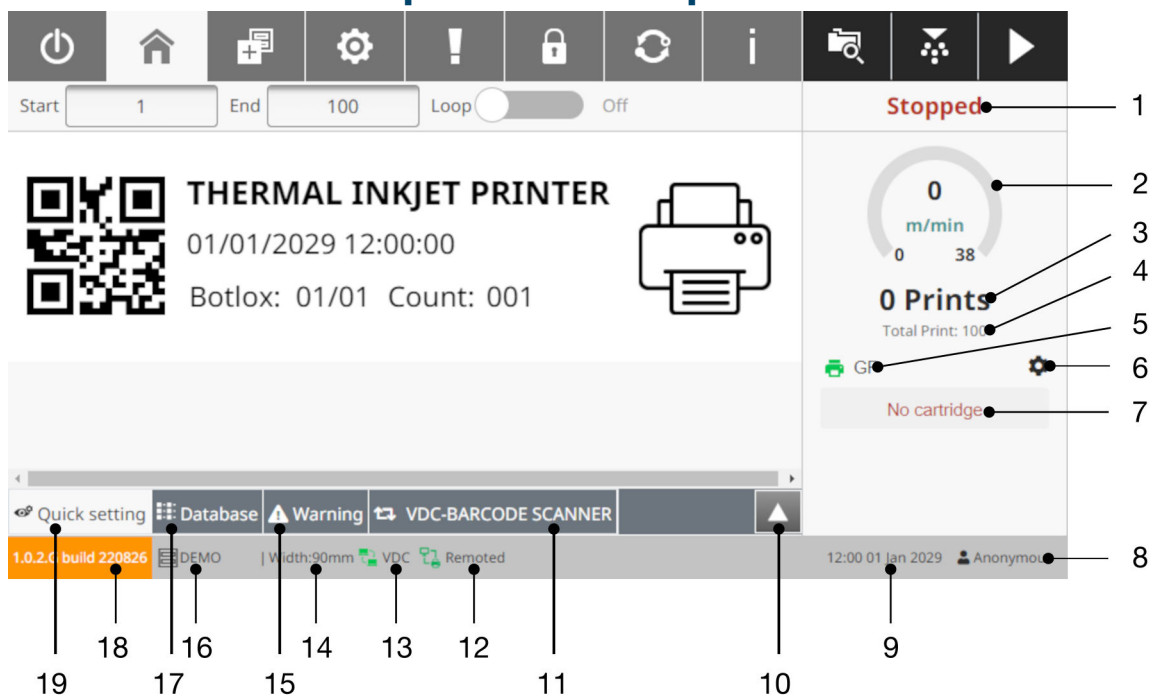 Start 1 End 100 Loop Off Stopped 1
0 2
m/min
0 38
3
THERMAL INKJET PRINTER
01/01/2029 12:00:00
Botlox: 01/01 Count: 001
0 Prints
4
Total Print: 100
5
6
No cartridge 7
Quick setting Database Warning VDC-BARCODE SCANNER
1.0.2.G build 220826 DEMO | Width:90mm VDC Remoted 12:00 01 Jan 2029 Anonymous 8
18 16 14 13 12 9
19 17 15 11 10